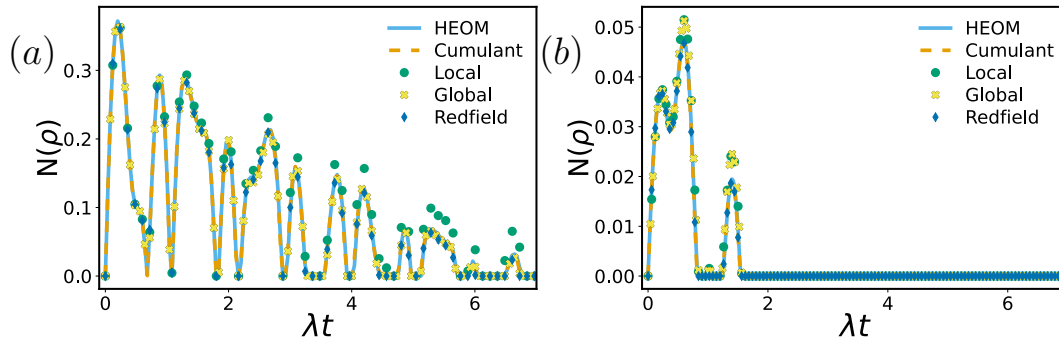 (a)
N(ρ)
0.3
0.2
0.1
0.0
0 2 4 6
λt
HEOM
Cumulant
Local
Global
Redfield
(b)
N(ρ)
0.05
0.04
0.03
0.02
0.01
0.00
0 2 4 6
λt
HEOM
Cumulant
Local
Global
Redfield